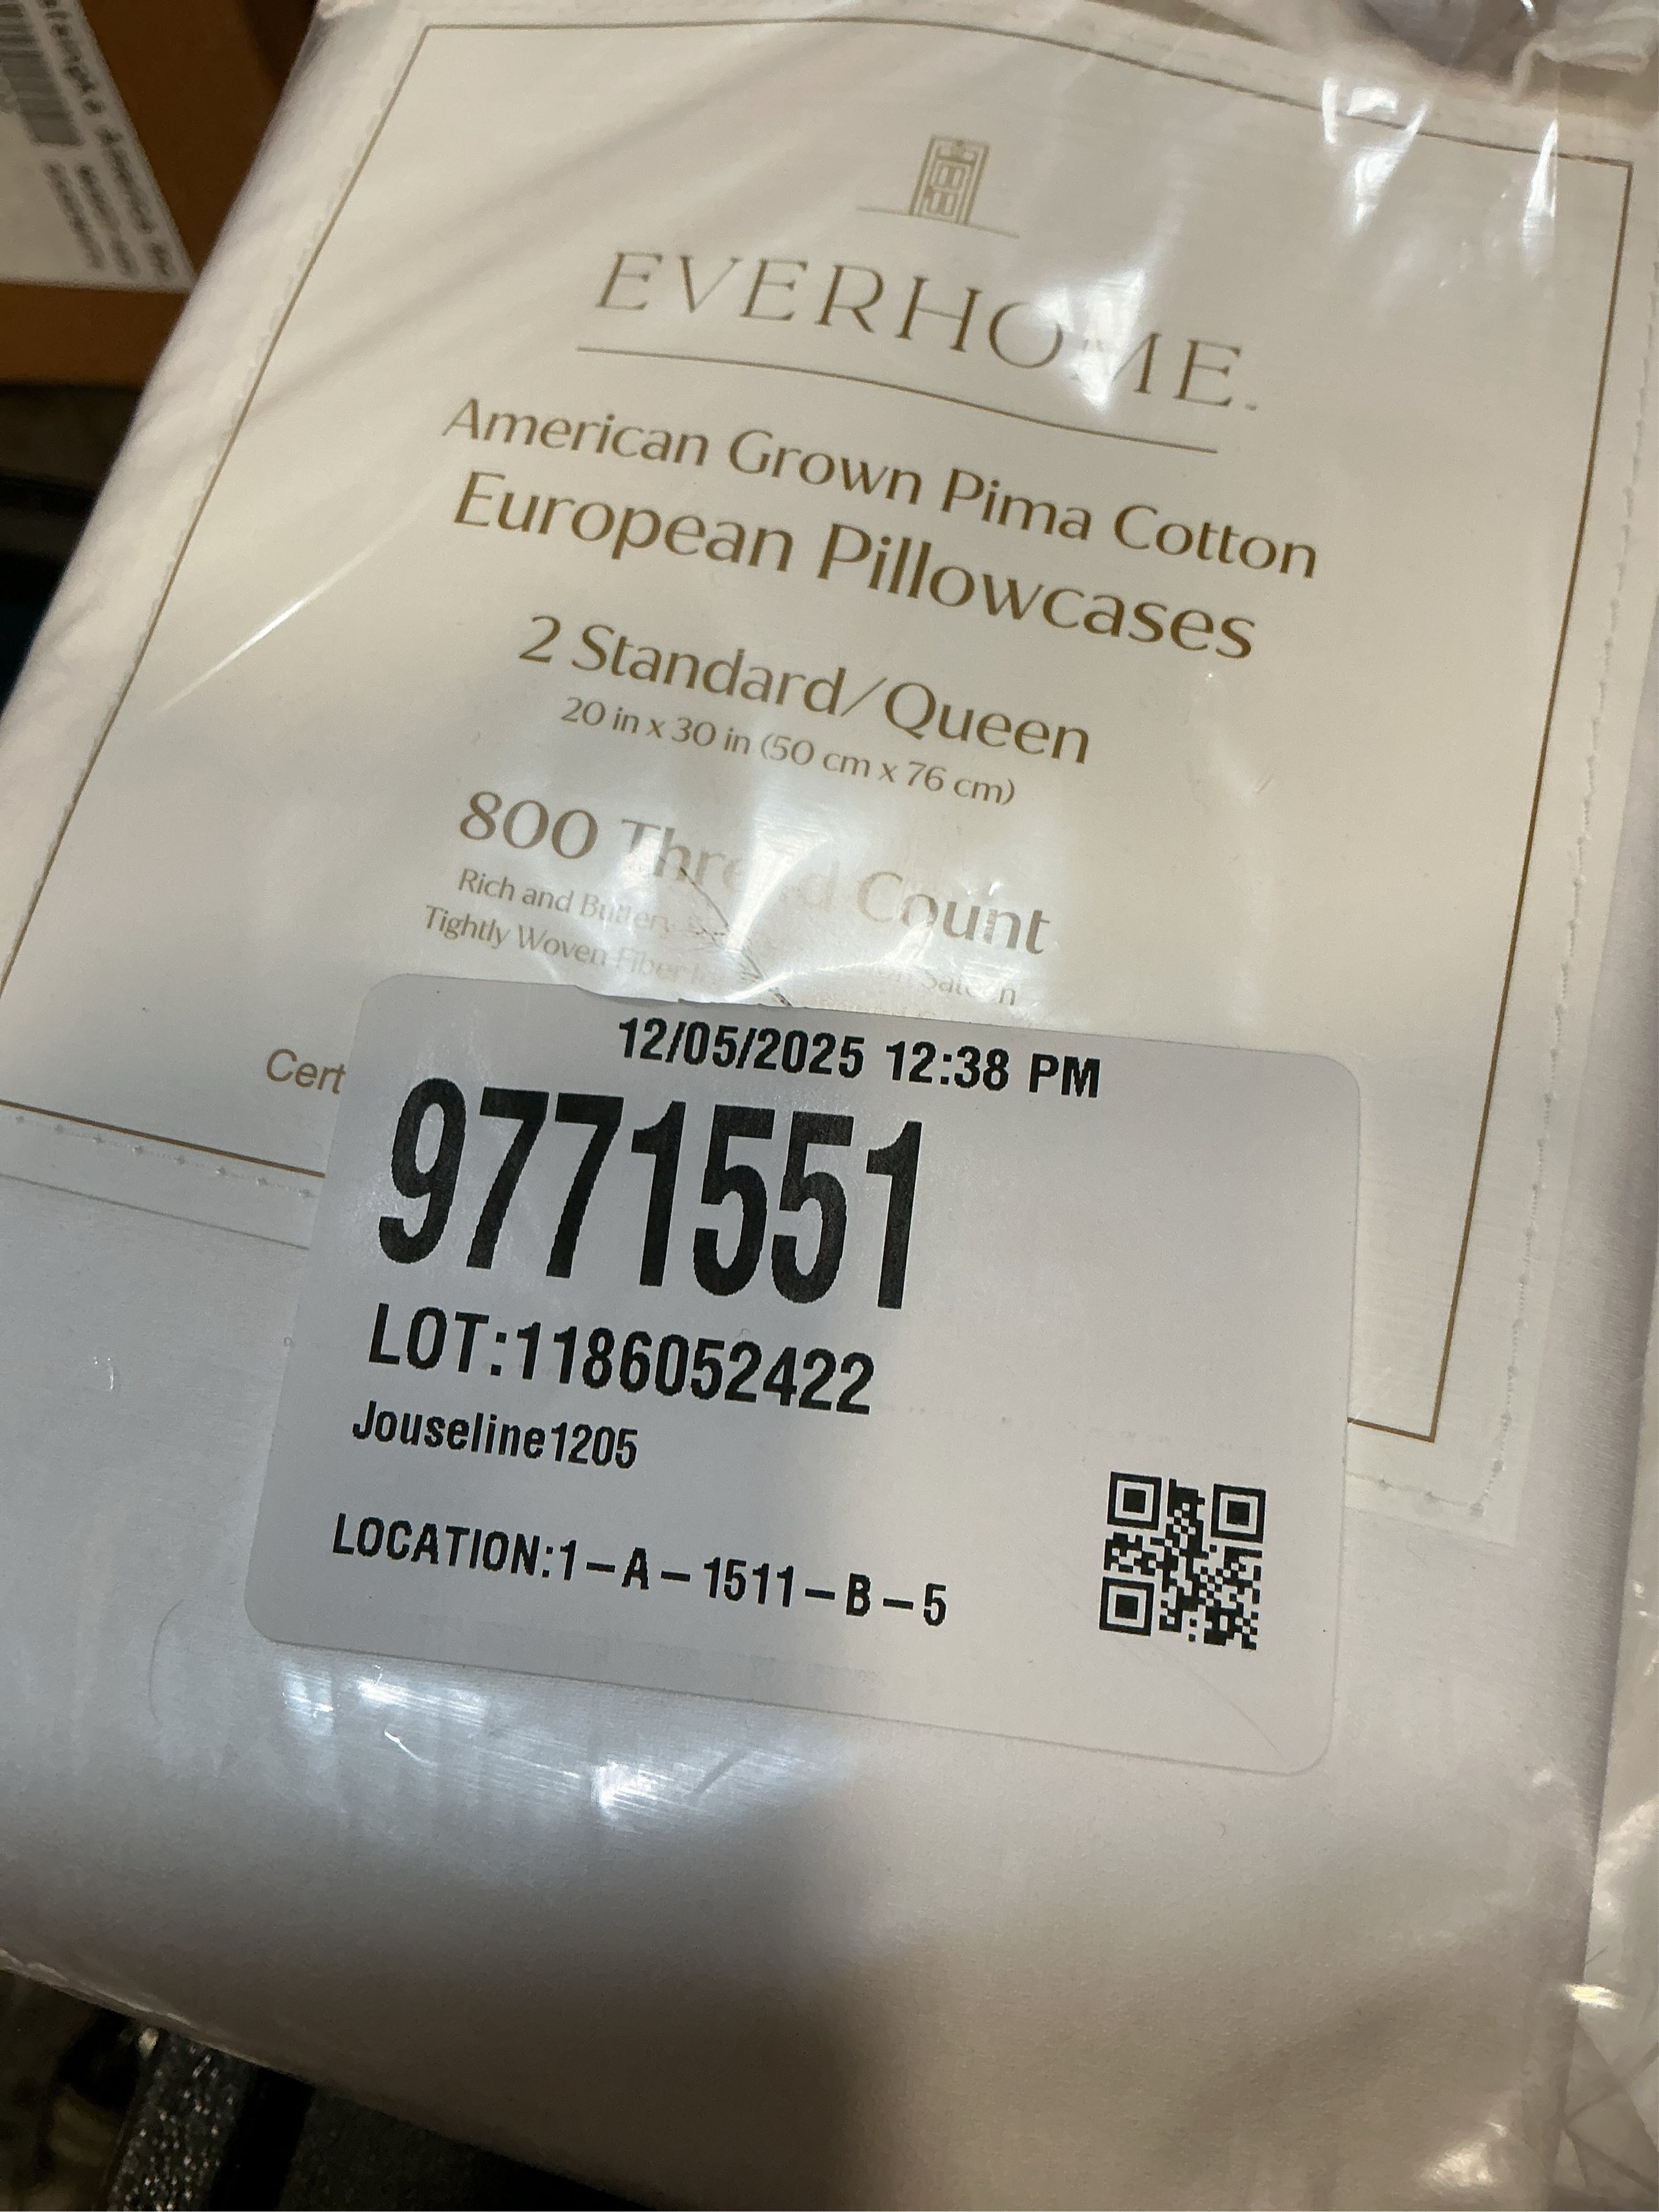 EVERHOME.
American Grown Pima Cotton
European Pillowcases
2 Standard/Queen
20 in x 30 in (50 cm x 76 cm)
800 Thread Count
Rich and Buttery Sateen
Tightly Woven Fiber
Cert
12/05/2025 12:38 PM
9771551
LOT:1186052422
Jouseline1205
LOCATION:1-A-1511-B-5